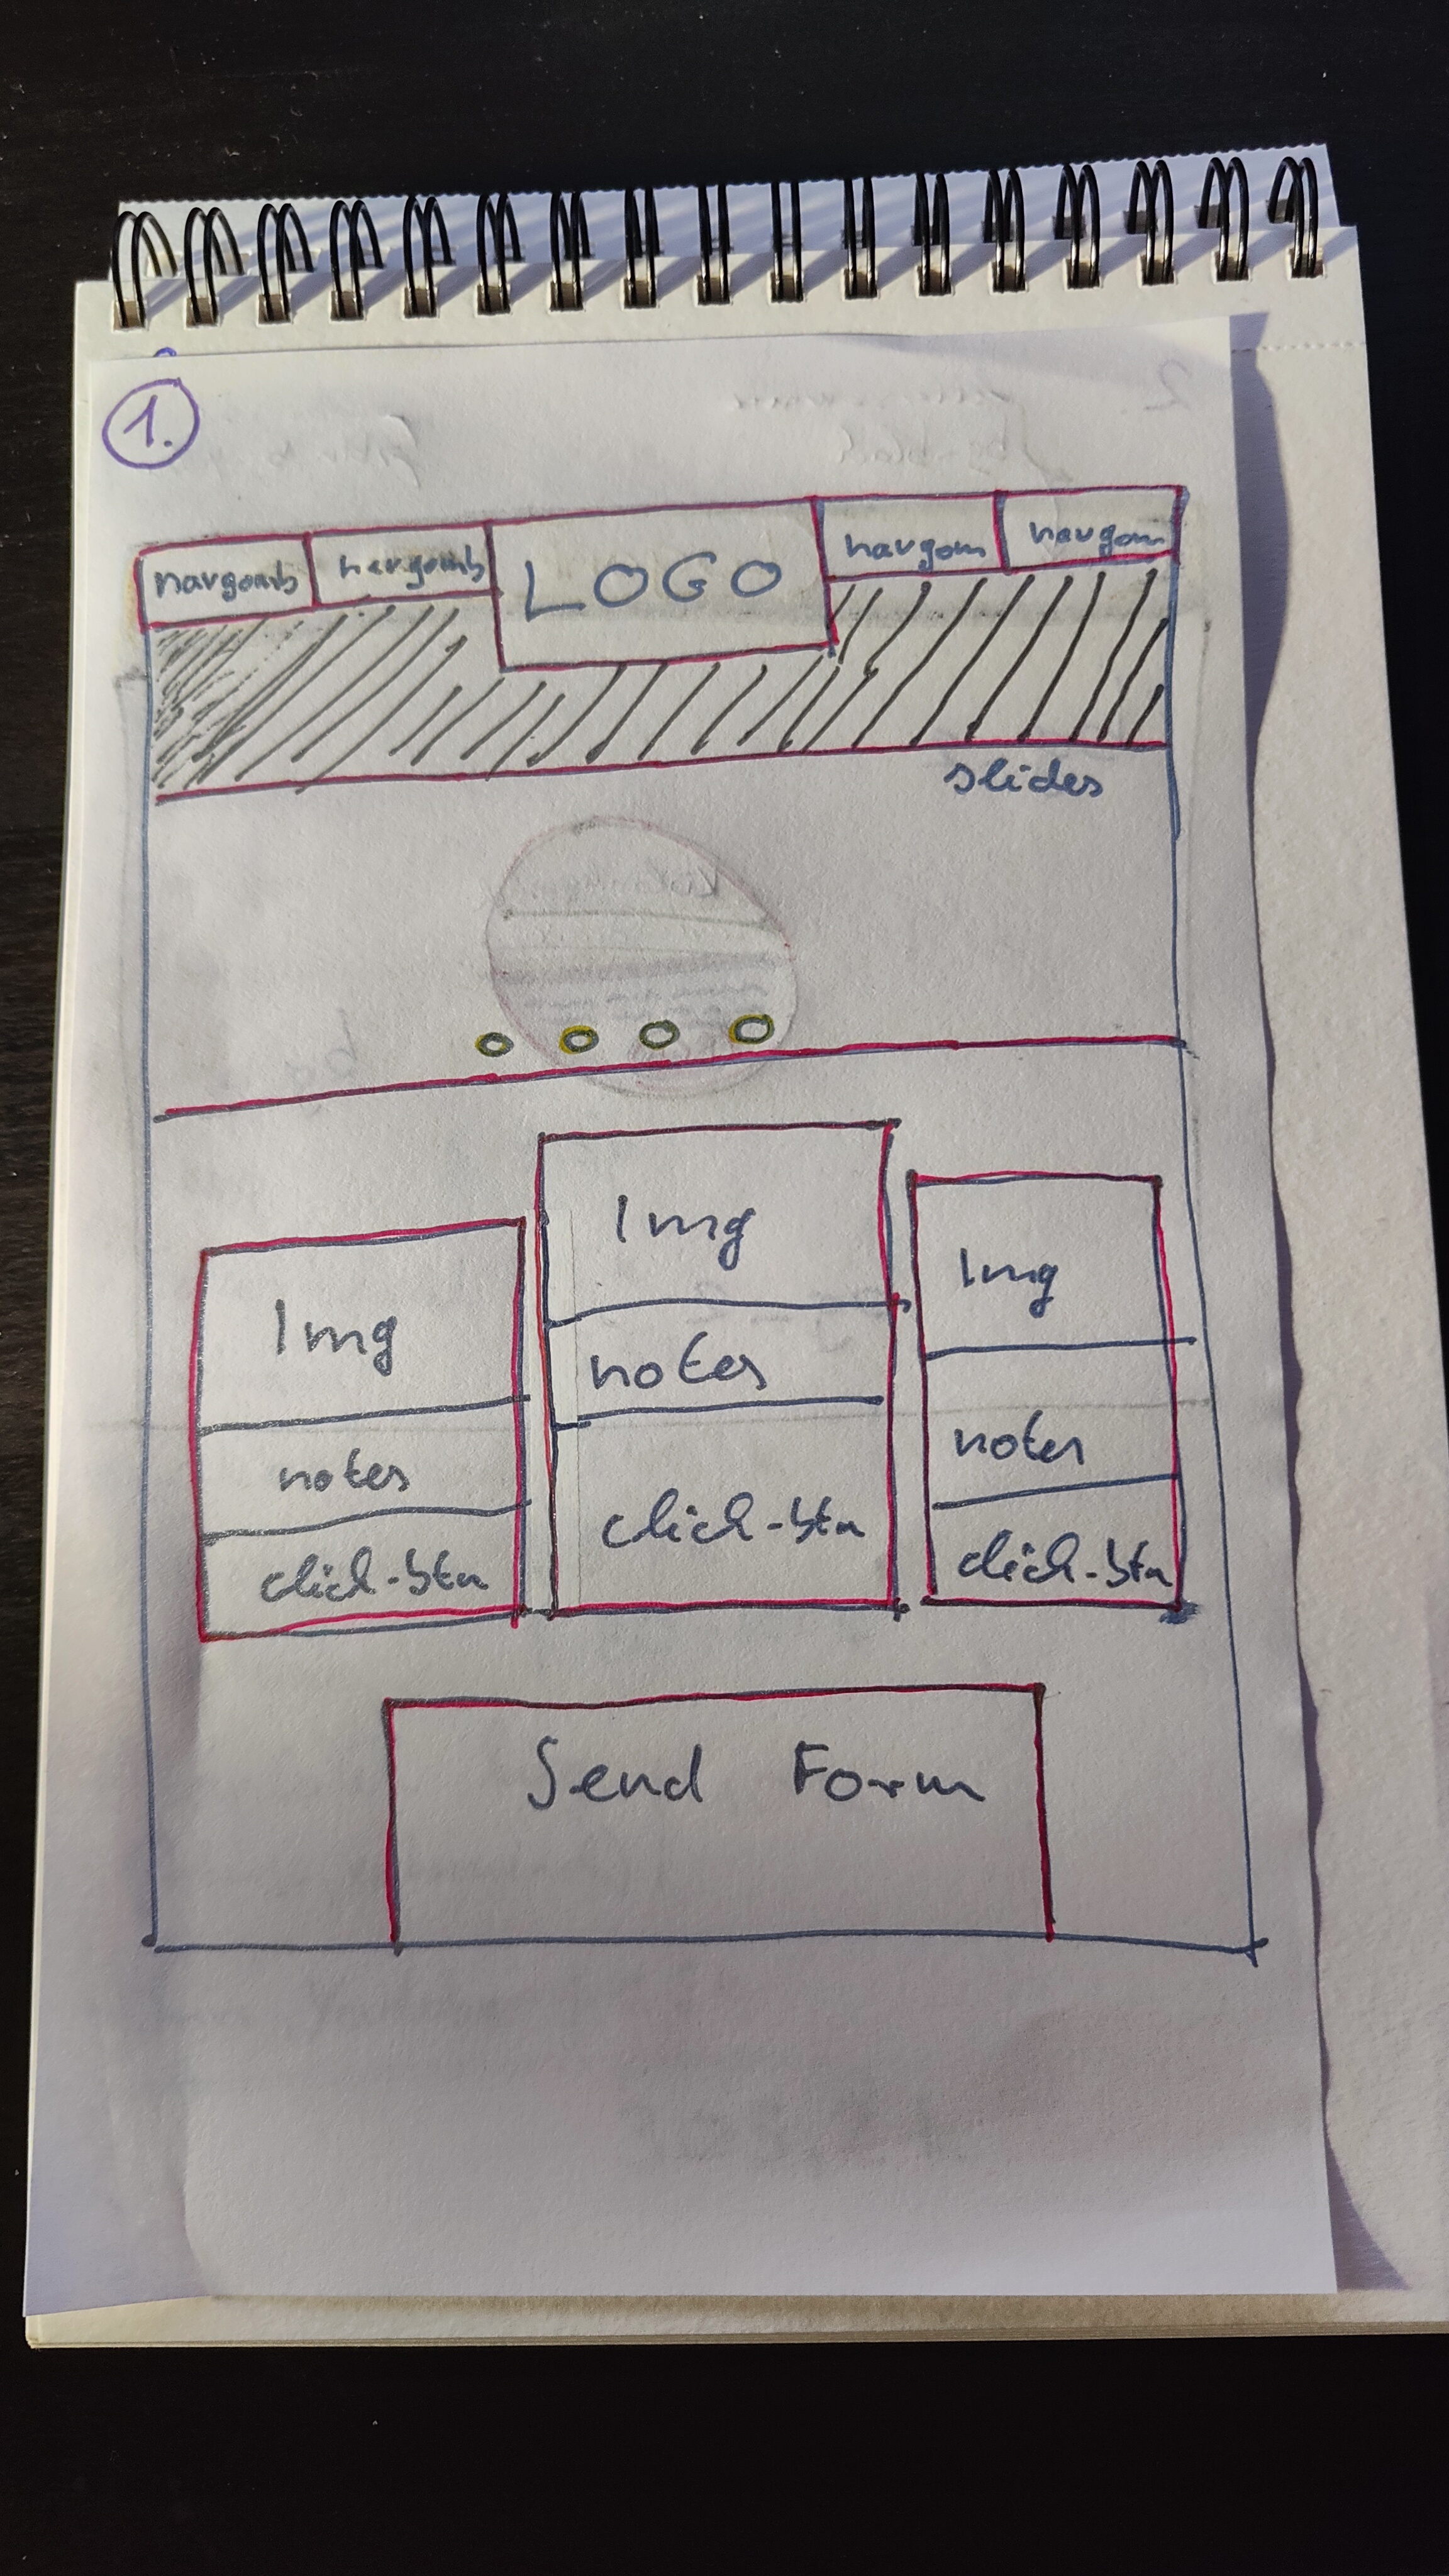 1.
navgomb navgomb LOGO navgom navgom
slides
Img Img Img
notes notes notes
click-btn click-btn click-btn
Send Form